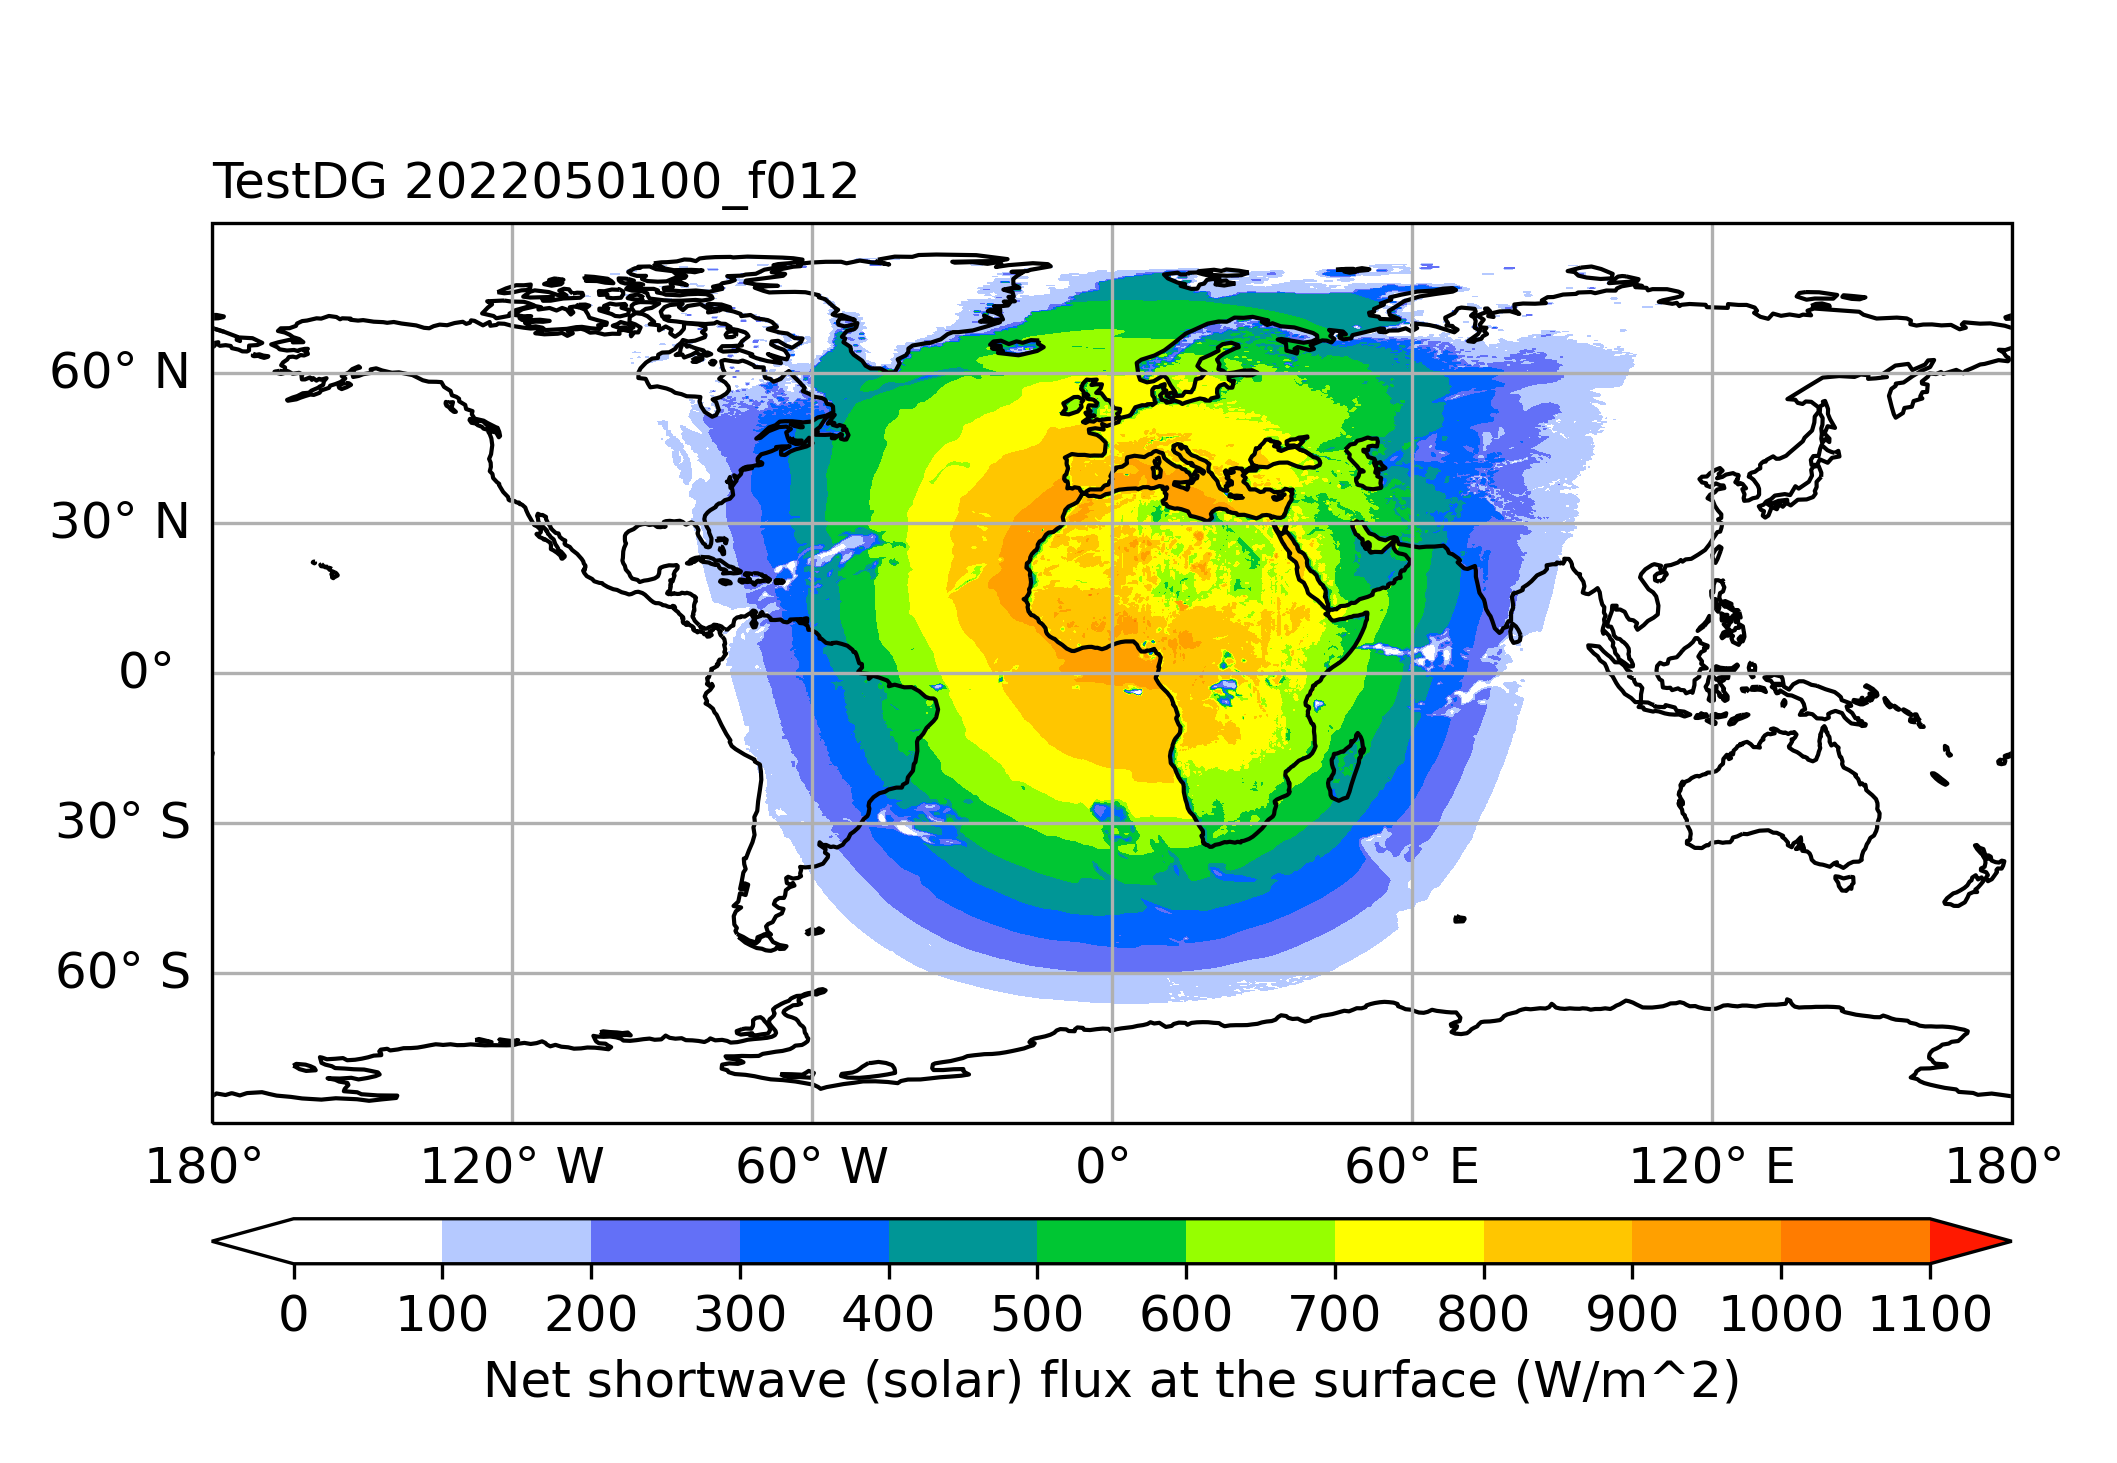 TestDG 2022050100_f012
60° N
30° N
0°
30° S
60° S
180° 120° W 60° W 0° 60° E 120° E 180°
0 100 200 300 400 500 600 700 800 900 1000 1100
Net shortwave (solar) flux at the surface (W/m^2)